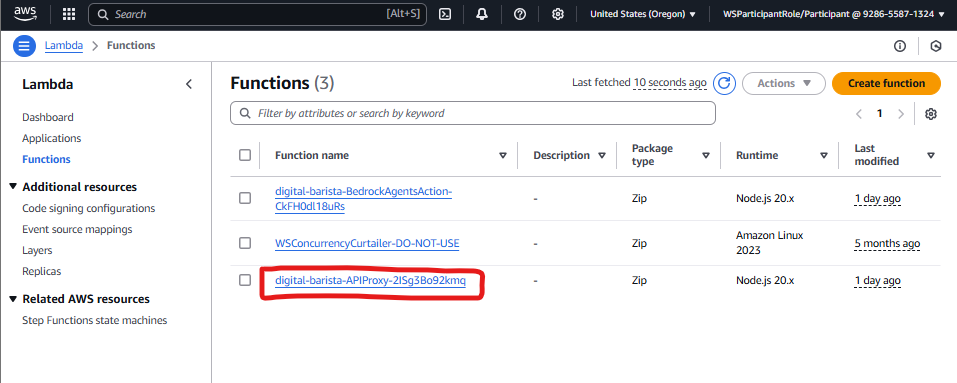 aws
Search [Alt+S] United States (Oregon) WSParticipantRole/Participant @ 9286-5587-1324
Lambda > Functions
Lambda
Dashboard
Applications
Functions
Additional resources
Code signing configurations
Event source mappings
Layers
Replicas
Related AWS resources
Step Functions state machines
Functions (3) Last fetched 10 seconds ago Actions Create function
Filter by attributes or search by keyword 1
Function name Description Package type Runtime Last modified
digital-barista-BedrockAgentsAction-
CkFH0dl18uRs - Zip Node.js 20.x 1 day ago
WSConcurrencyCurtailer-DO-NOT-USE - Zip Amazon Linux 2023 5 months ago
digital-barista-APIProxy-2ISg3Bo92kmq - Zip Node.js 20.x 1 day ago